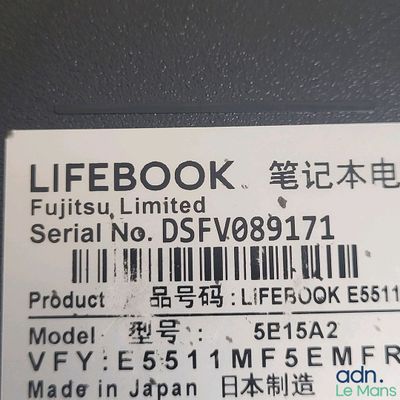 LIFEBOOK 笔记本电
Fujitsu Limited
Serial No. DSFV089171
Product 品号码:LIFEBOOK E5511
Model 型号: 5E15A2
VFY:E5511MF5EMFR
Made in Japan 日本制造
adn.
Le Mans